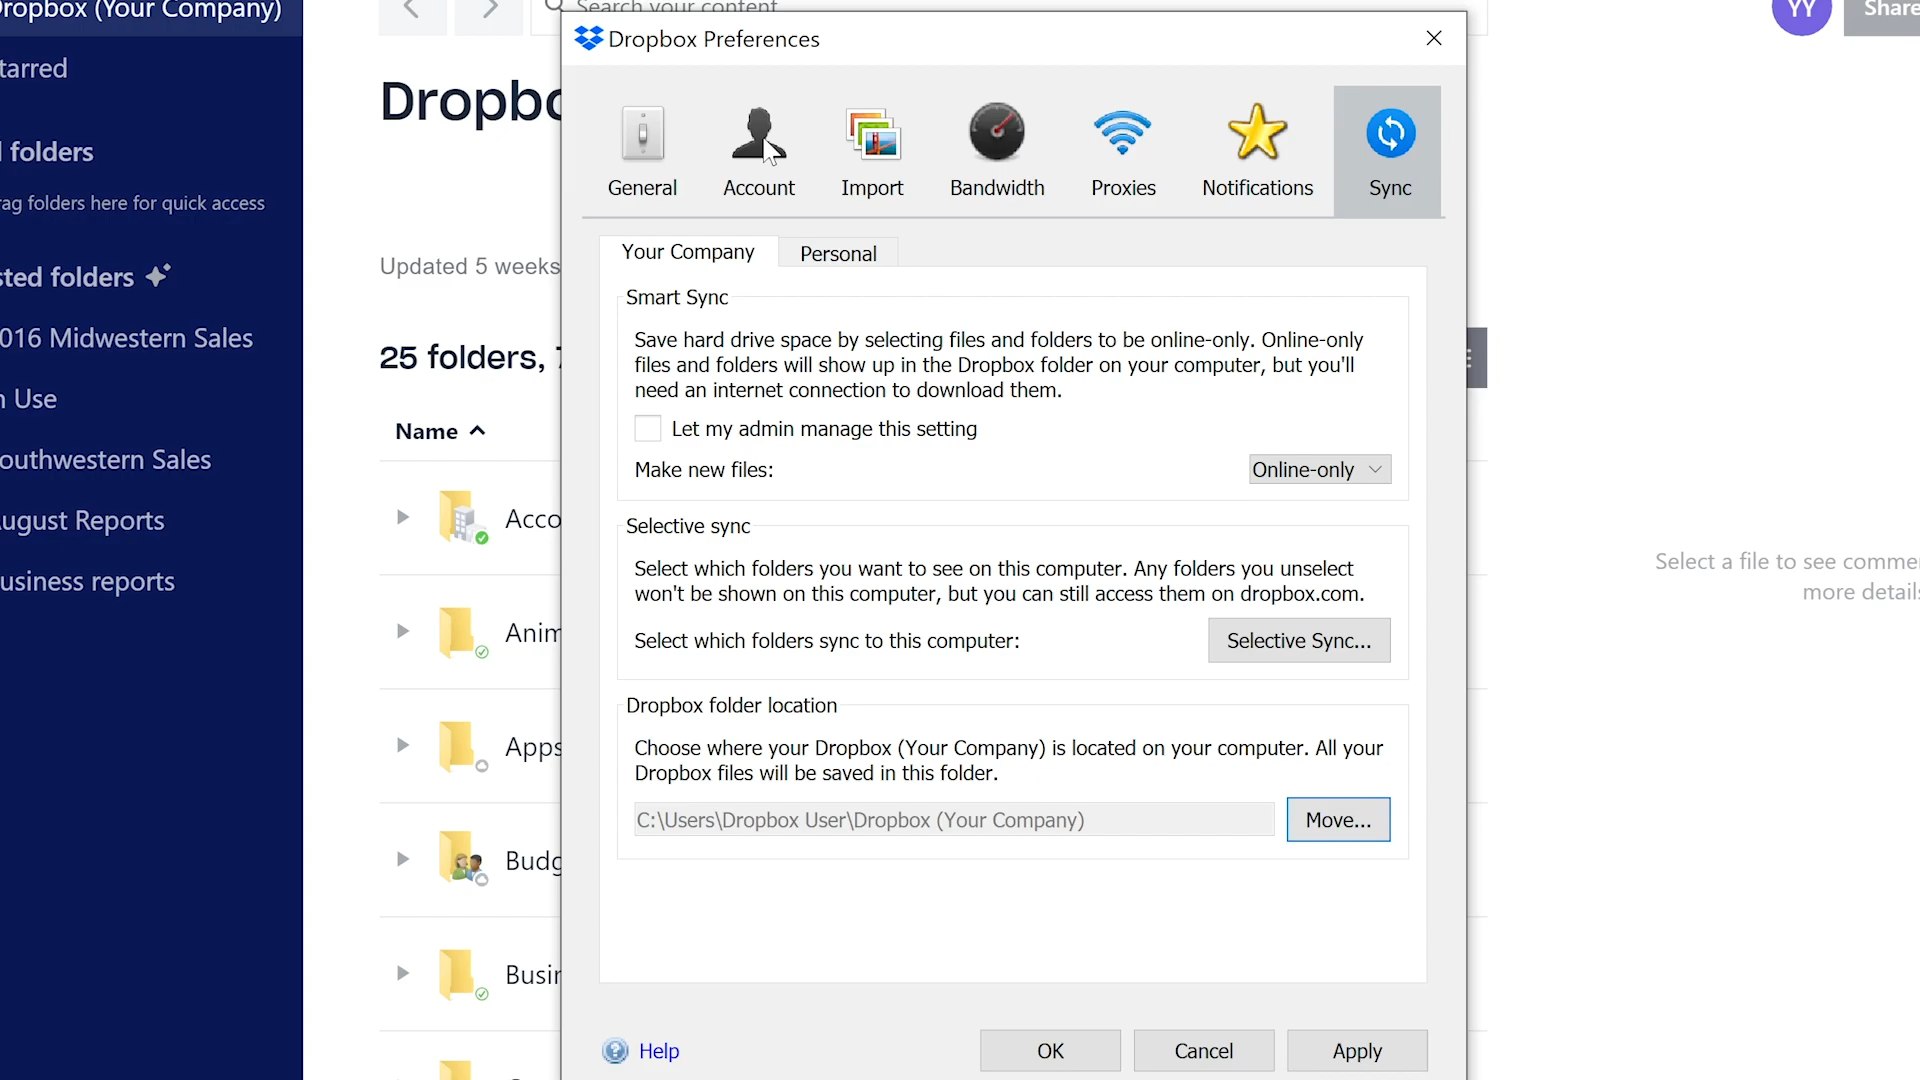 Dropbox (Your Company)
Search your content
YY
Share
tarred
folders
rag folders here for quick access
sted folders
016 Midwestern Sales
n Use
outhwestern Sales
ugust Reports
usiness reports
Dropbo
Updated 5 weeks
25 folders, 7
Name
Acco
Anim
Apps
Budg
Busin
Dropbox Preferences
General
Account
Import
Bandwidth
Proxies
Notifications
Sync
Your Company
Personal
Smart Sync
Save hard drive space by selecting files and folders to be online-only. Online-only
files and folders will show up in the Dropbox folder on your computer, but you'll
need an internet connection to download them.
Let my admin manage this setting
Make new files:
Online-only
Selective sync
Select which folders you want to see on this computer. Any folders you unselect
won't be shown on this computer, but you can still access them on dropbox.com.
Select which folders sync to this computer:
Selective Sync...
Dropbox folder location
Choose where your Dropbox (Your Company) is located on your computer. All your
Dropbox files will be saved in this folder.
C:\Users\Dropbox User\Dropbox (Your Company)
Move...
Help
OK
Cancel
Apply
Select a file to see comme
more details